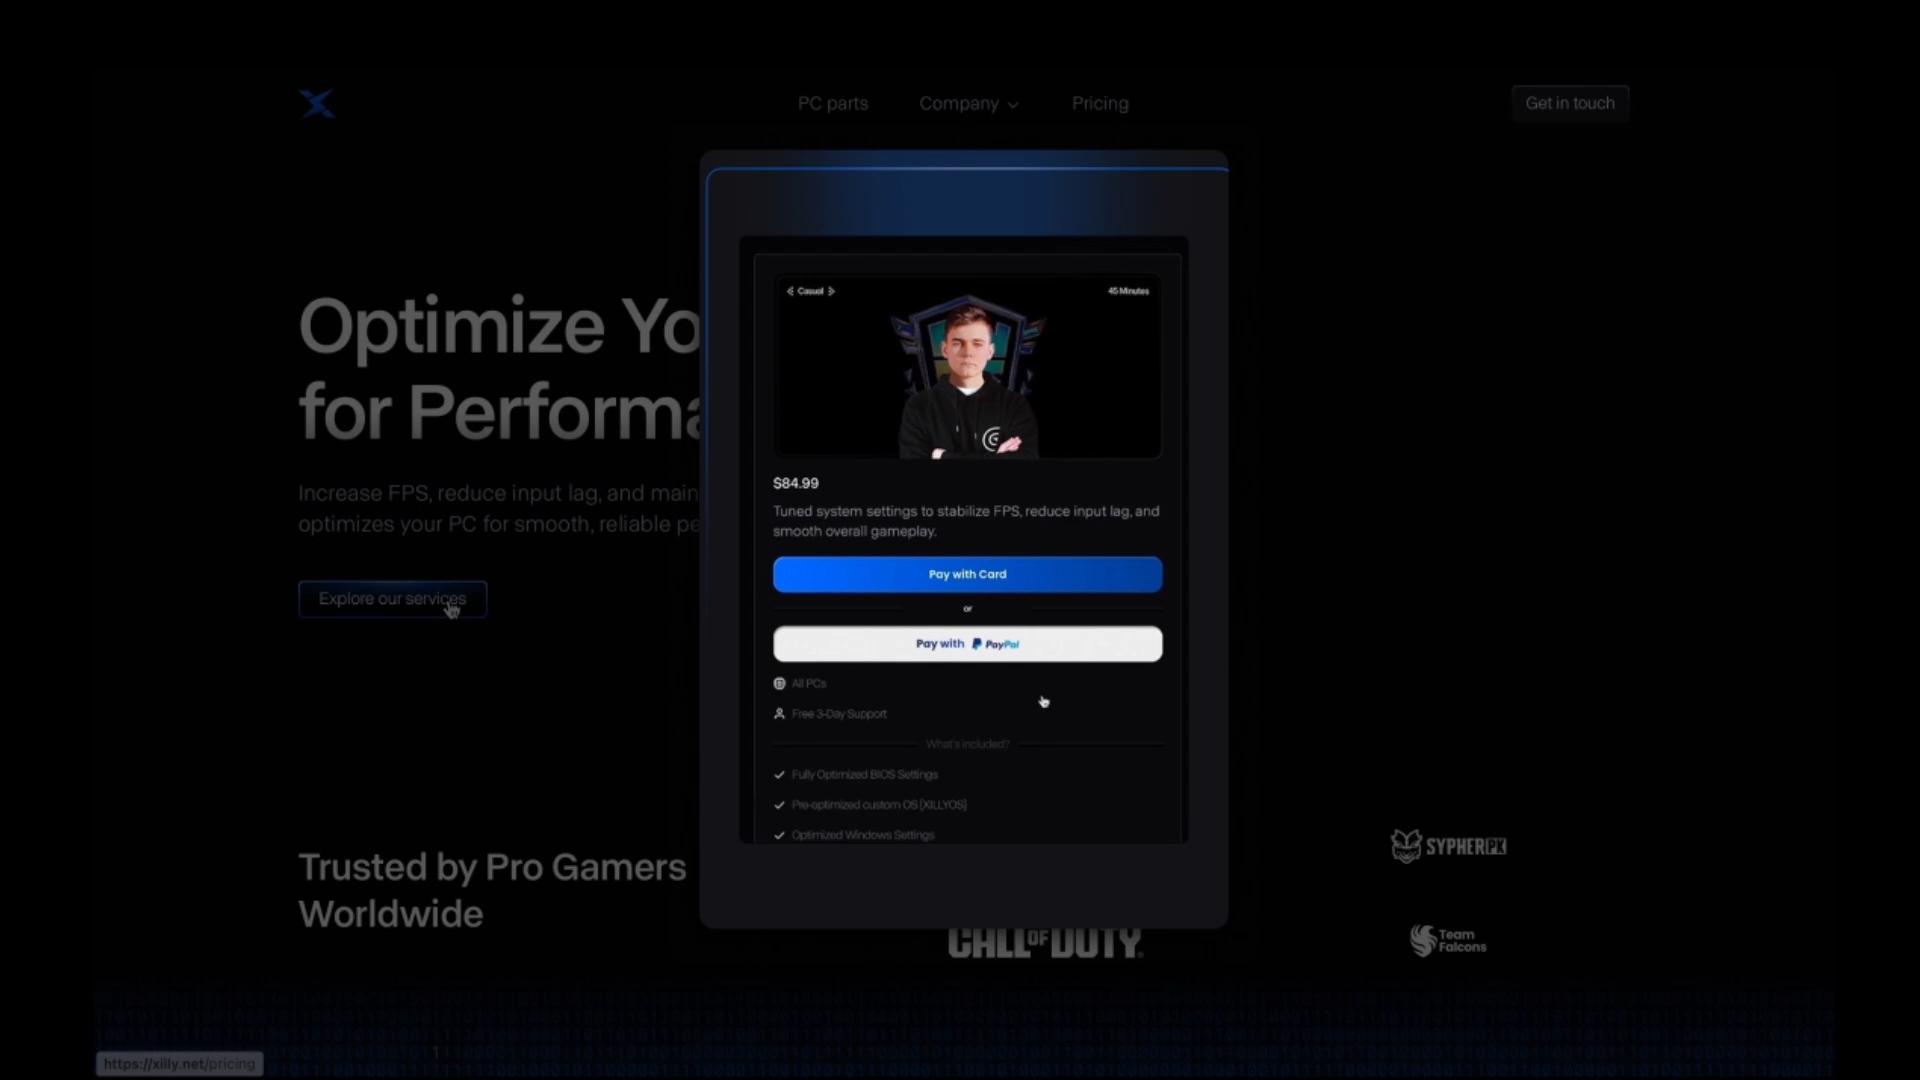 PC parts
Company
Pricing
Get in touch
Optimize Yo
for Performa
Increase FPS, reduce input lag, and main
optimizes your PC for smooth, reliable pe
Explore our services
Trusted by Pro Gamers
Worldwide
Casual
45 Minutes
$84.99
Tuned system settings to stabilize FPS, reduce input lag, and
smooth overall gameplay.
Pay with Card
or
Pay with PayPal
All PCs
Free 3-Day Support
What's included?
Fully Optimized BIOS Settings
Pre-optimized custom OS [XILLYOS]
Optimized Windows Settings
SYPHERPK
CALL OF DUTY
Team
Falcons
https://xilly.net/pricing